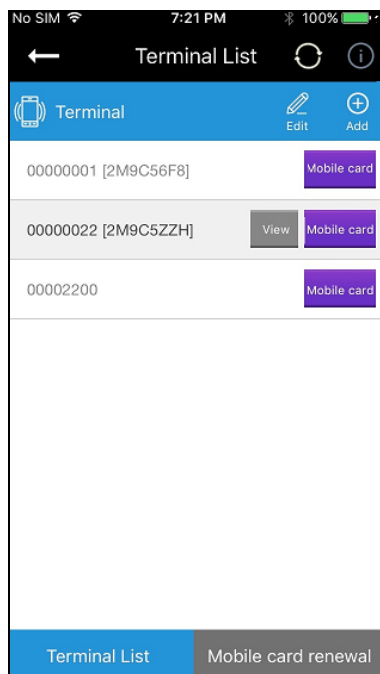 No SIM 7:21 PM 100%
Terminal List
Terminal Edit Add
00000001 [2M9C56F8] Mobile card
00000022 [2M9C5ZZH] View Mobile card
00002200 Mobile card
Terminal List Mobile card renewal